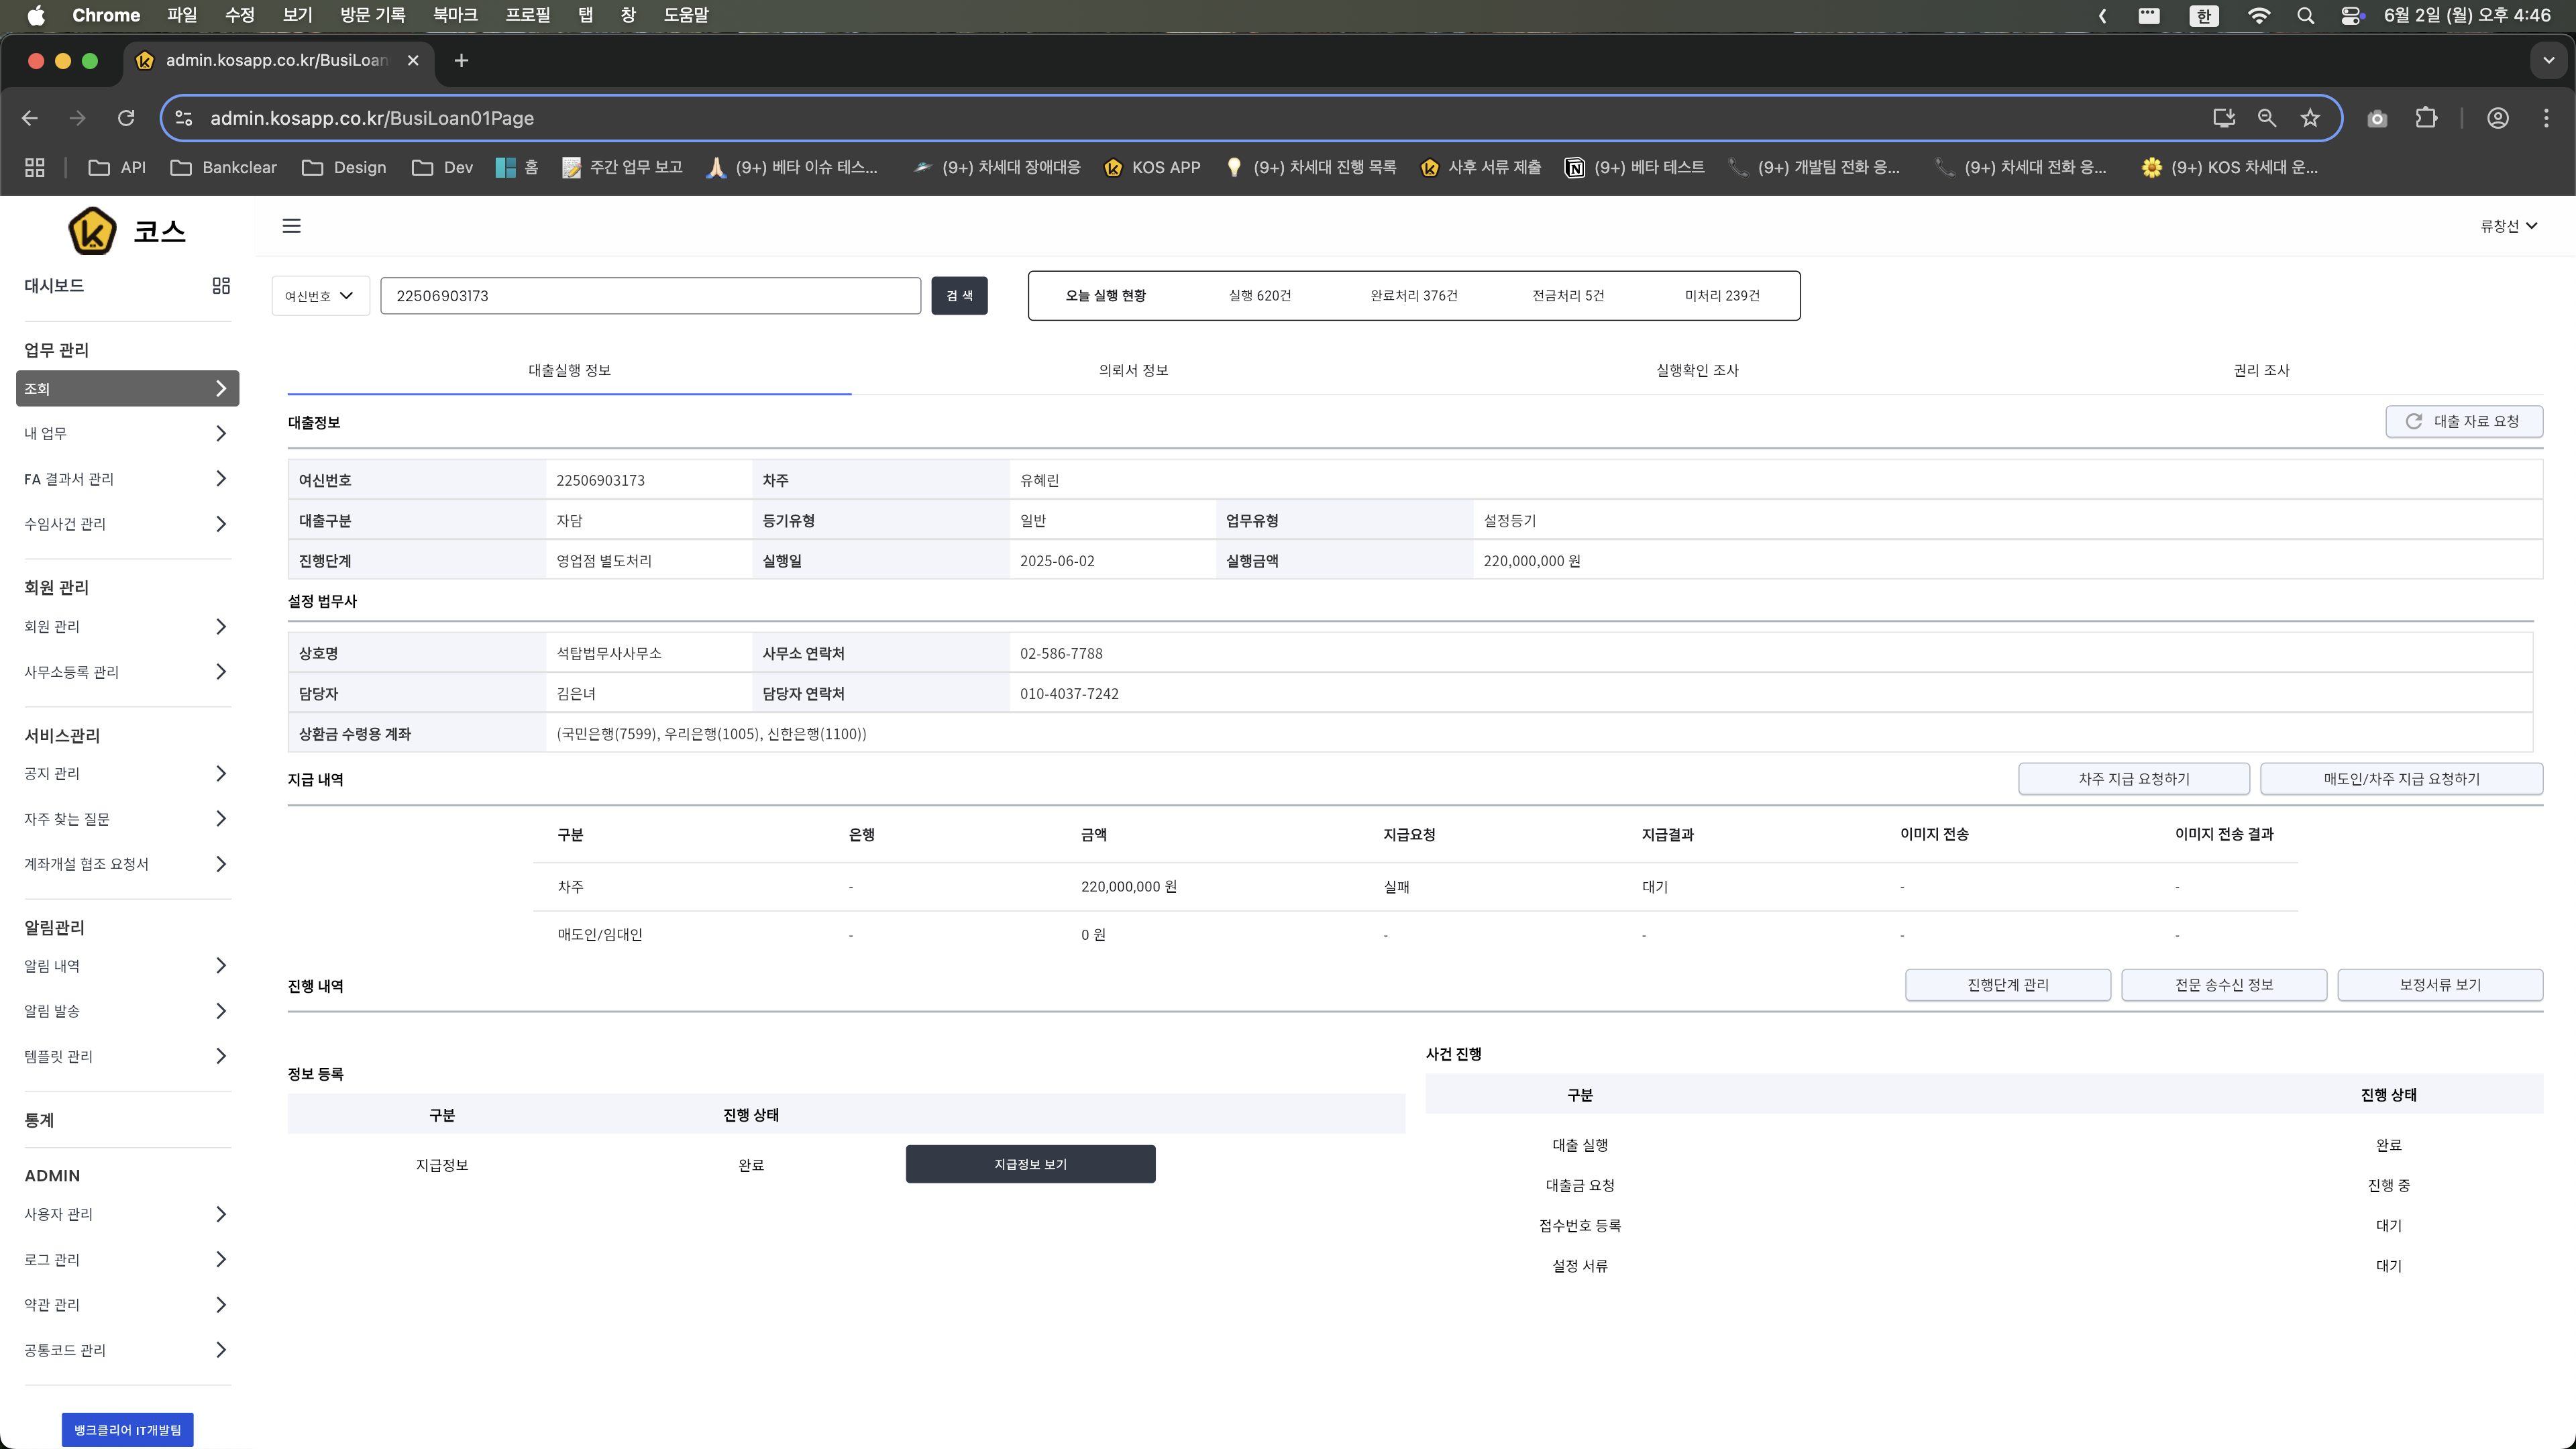 Chrome 파일 수정 보기 방문 기록 북마크 프로필 탭 창 도움말 한 6월 2일 (월) 오후 4:46
admin.kosapp.co.kr/BusiLoan
admin.kosapp.co.kr/BusiLoan01Page
API Bankclear Design Dev 홈 주간 업무 보고 (9+) 베타 이슈 테스... (9+) 차세대 장애대응 KOS APP (9+) 차세대 진행 목록 사후 서류 제출 (9+) 베타 테스트 (9+) 개발팀 전화 응... (9+) 차세대 전화 응... (9+) KOS 차세대 운...
코스
류창선
대시보드
업무 관리
조회
내 업무
FA 결과서 관리
수임사건 관리
회원 관리
회원 관리
사무소등록 관리
서비스관리
공지 관리
자주 찾는 질문
계좌개설 협조 요청서
알림관리
알림 내역
알림 발송
템플릿 관리
통계
ADMIN
사용자 관리
로그 관리
약관 관리
공통코드 관리
뱅크클리어 IT개발팀
여신번호 22506903173 검 색
오늘 실행 현황 실행 620건 완료처리 376건 전금처리 5건 미처리 239건
대출실행 정보 의뢰서 정보 실행확인 조사 권리 조사
대출정보 대출 자료 요청
여신번호 22506903173 차주 유혜린
대출구분 자담 등기유형 일반 업무유형 설정등기
진행단계 영업점 별도처리 실행일 2025-06-02 실행금액 220,000,000 원
설정 법무사
상호명 석탑법무사사무소 사무소 연락처 02-586-7788
담당자 김은녀 담당자 연락처 010-4037-7242
상환금 수령용 계좌 (국민은행(7599), 우리은행(1005), 신한은행(1100))
지급 내역 차주 지급 요청하기 매도인/차주 지급 요청하기
구분 은행 금액 지급요청 지급결과 이미지 전송 이미지 전송 결과
차주 - 220,000,000 원 실패 대기 - -
매도인/임대인 - 0 원 - - - -
진행 내역 진행단계 관리 전문 송수신 정보 보정서류 보기
정보 등록
구분 진행 상태
지급정보 완료 지급정보 보기
사건 진행
구분 진행 상태
대출 실행 완료
대출금 요청 진행 중
접수번호 등록 대기
설정 서류 대기